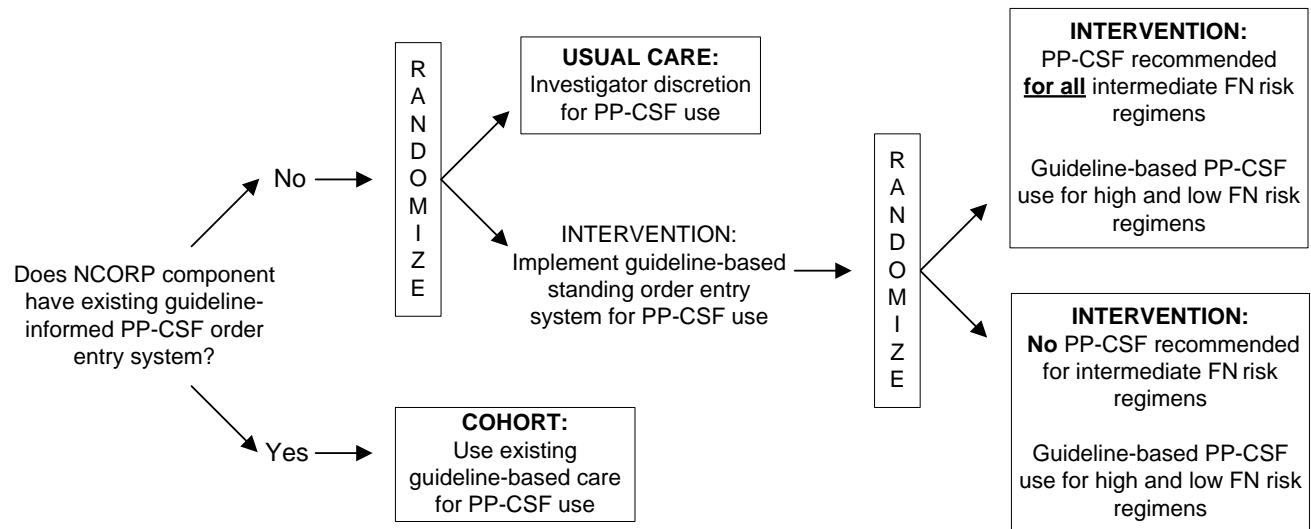 Does NCORP component
have existing guideline-
informed PP-CSF order
entry system?
No
Yes
R
A
N
D
O
M
I
Z
E
USUAL CARE:
Investigator discretion
for PP-CSF use
INTERVENTION:
Implement guideline-based
standing order entry
system for PP-CSF use
COHORT:
Use existing
guideline-based care
for PP-CSF use
R
A
N
D
O
M
I
Z
E
INTERVENTION:
PP-CSF recommended
for all intermediate FN risk
regimens
Guideline-based PP-CSF
use for high and low FN risk
regimens
INTERVENTION:
No PP-CSF recommended
for intermediate FN risk
regimens
Guideline-based PP-CSF
use for high and low FN risk
regimens